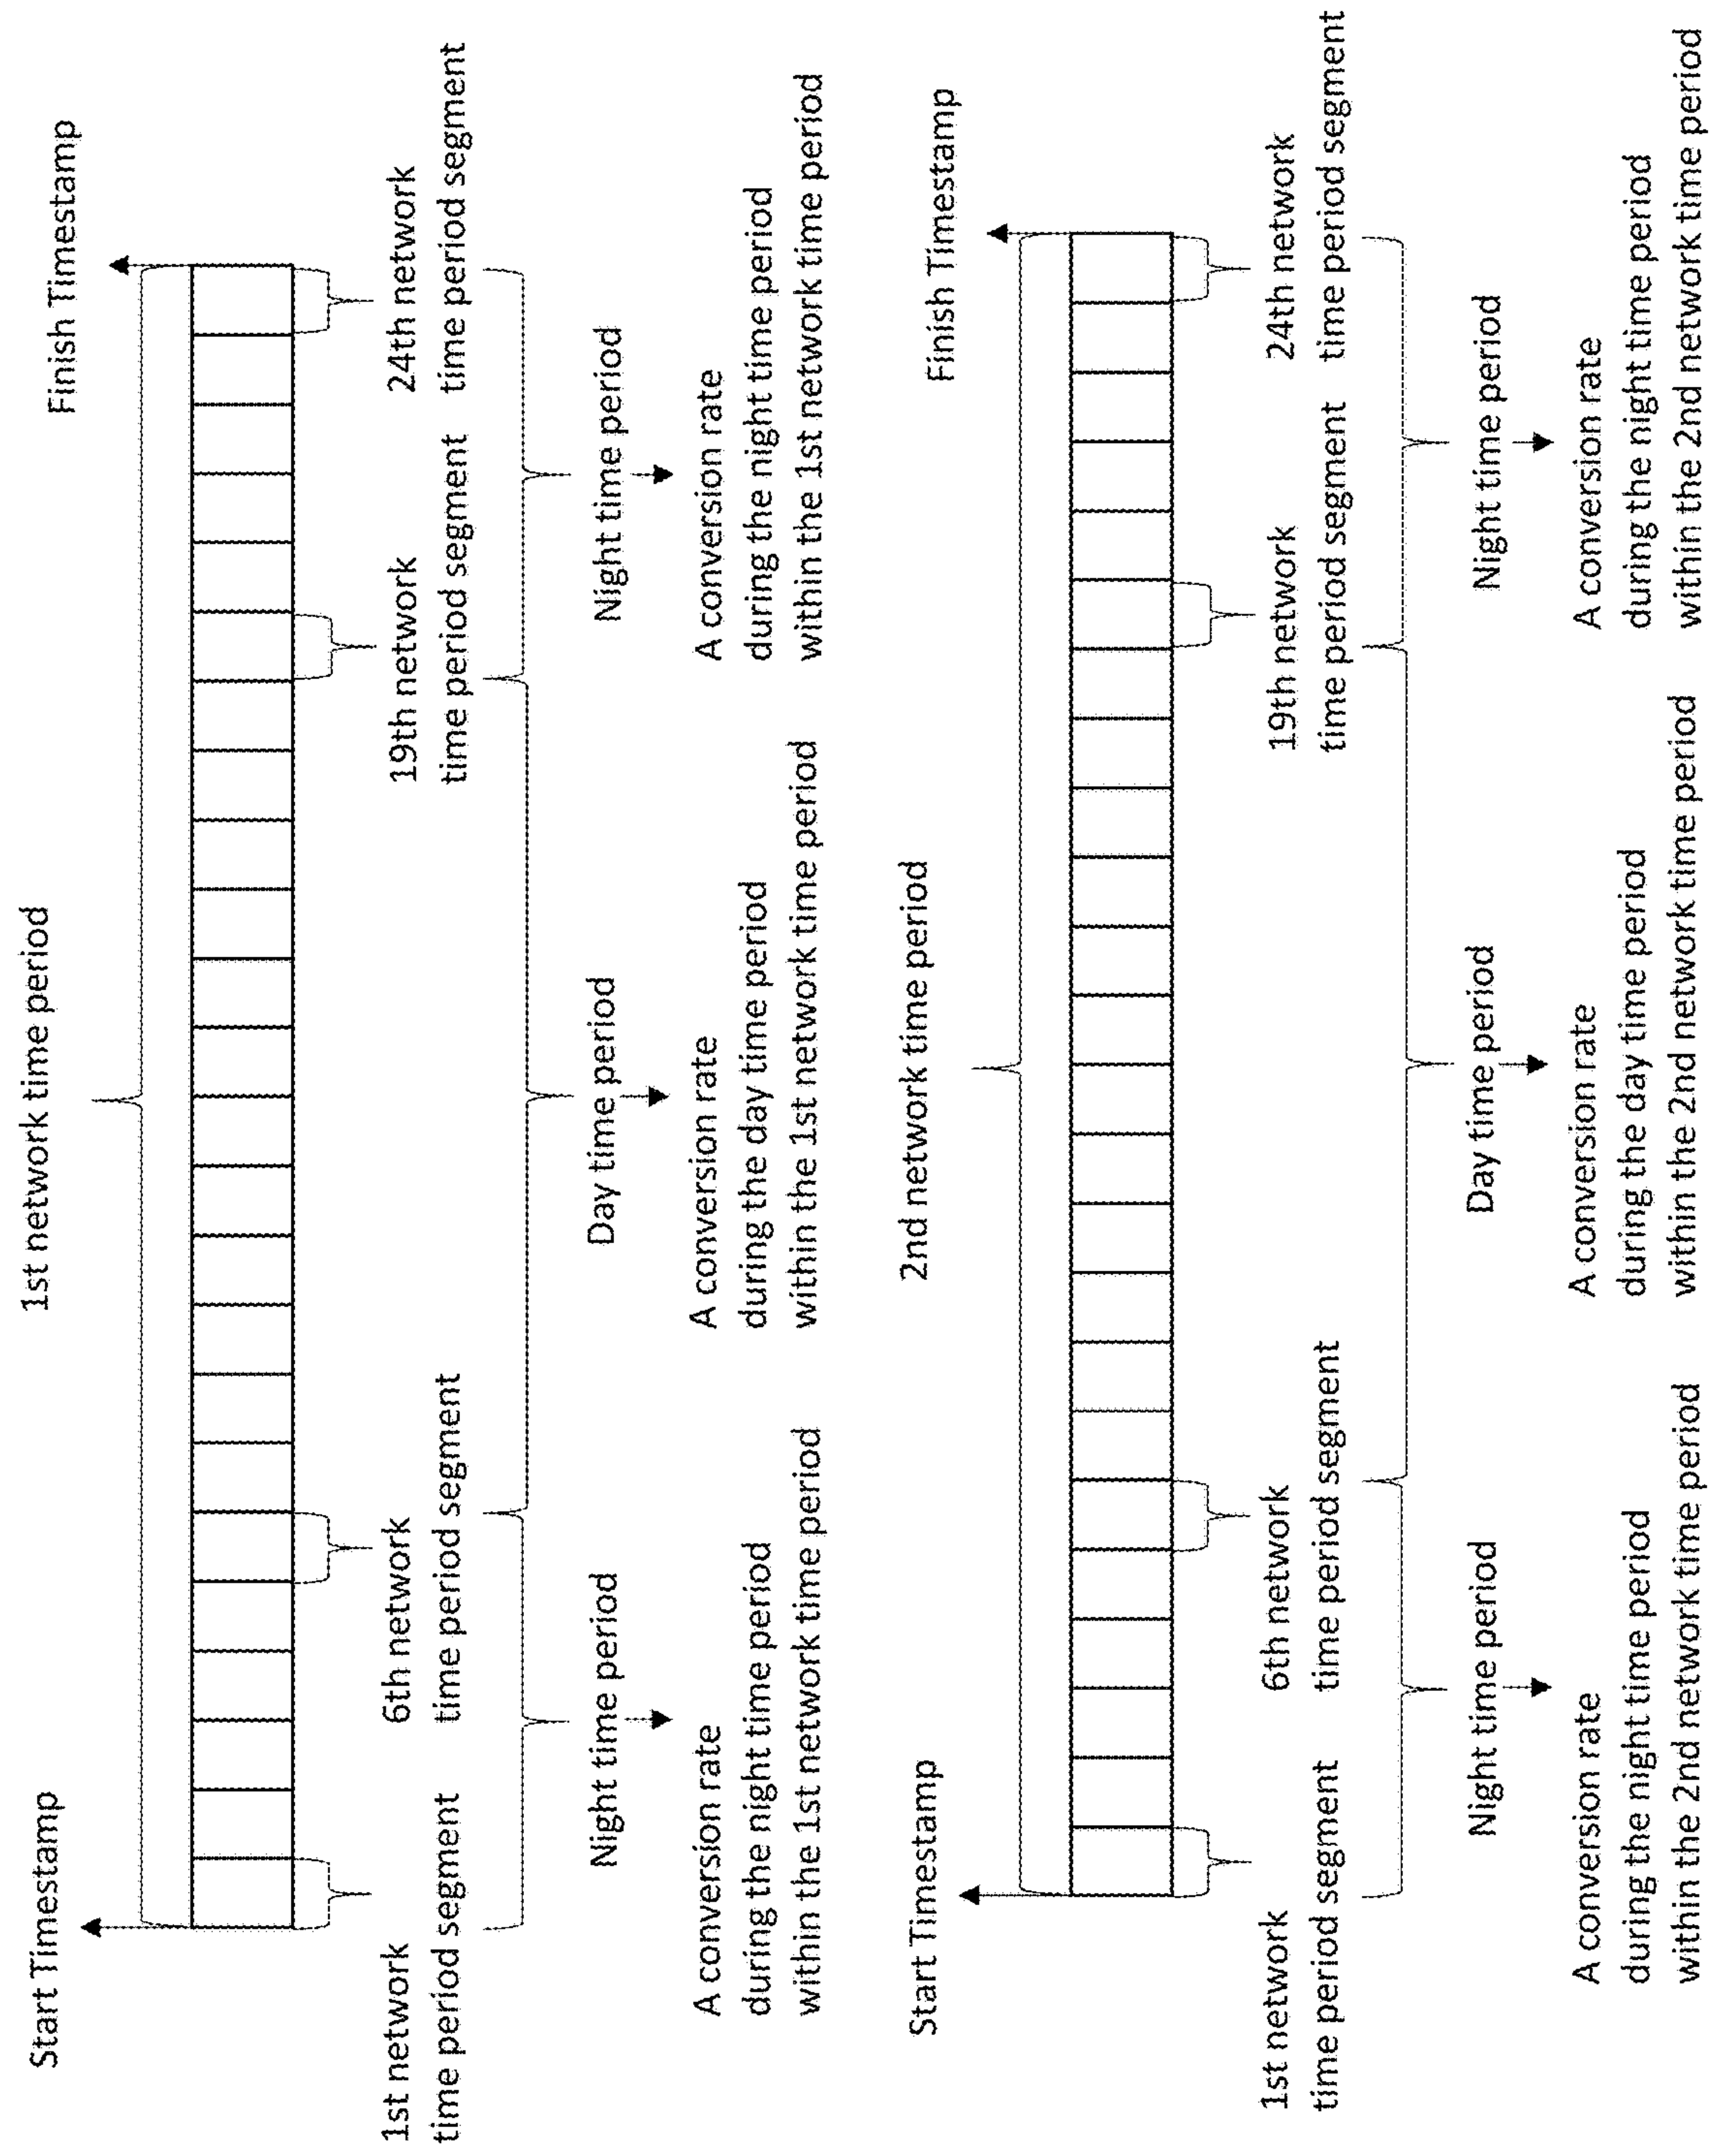 1st network time period
Start Timestamp
Finish Timestamp
1st network
time period segment
6th network
time period segment
19th network
time period segment
24th network
time period segment
Night time period
Day time period
Night time period
A conversion rate
during the night time period
within the 1st network time period
A conversion rate
during the day time period
within the 1st network time period
A conversion rate
during the night time period
within the 1st network time period
2nd network time period
Start Timestamp
Finish Timestamp
1st network
time period segment
6th network
time period segment
19th network
time period segment
24th network
time period segment
Night time period
Day time period
Night time period
A conversion rate
during the night time period
within the 2nd network time period
A conversion rate
during the day time period
within the 2nd network time period
A conversion rate
during the night time period
within the 2nd network time period